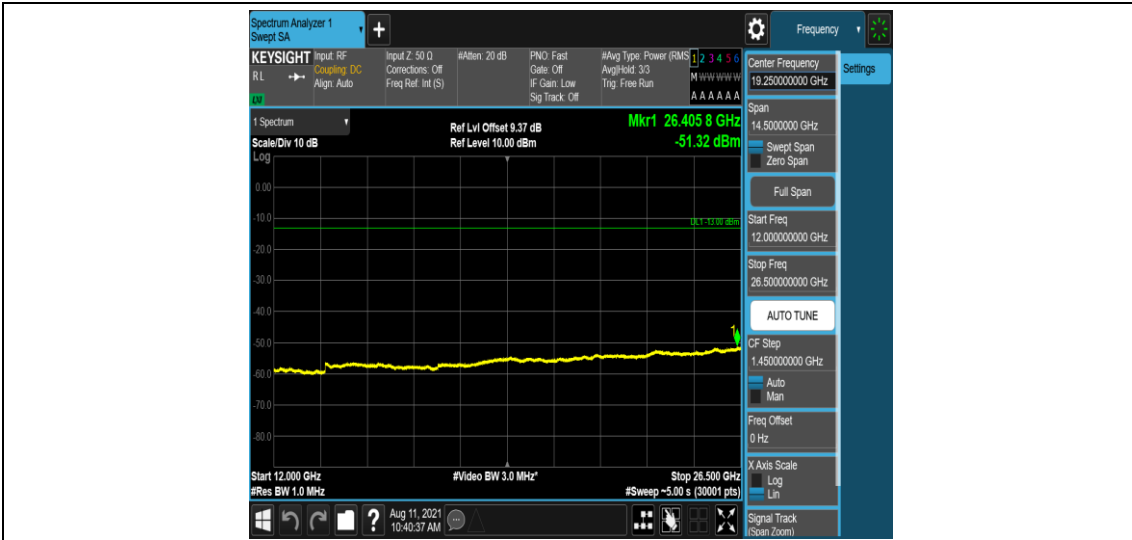 Spectrum Analyzer 1
Swept SA
+
Frequency
KEYSIGHT
RL
Input: RF
Coupling: DC
Align: Auto
Input Z: 50 Ω
Corrections: Off
Freq Ref: Int (S)
#Atten: 20 dB
PNO: Fast
Gate: Off
IF Gain: Low
Sig Track: Off
#Avg Type: Power (RMS
Avg|Hold: 3/3
Trig: Free Run
1 2 3 4 5 6
M W W W W W
A A A A A A
1 Spectrum
Scale/Div 10 dB
Log
Ref Lvl Offset 9.37 dB
Ref Level 10.00 dBm
Mkr1 26.405 8 GHz
-51.32 dBm
0.00
-10.0
-20.0
-30.0
-40.0
-50.0
-60.0
-70.0
-80.0
DL1 -13.00 dBm
1
Start 12.000 GHz
#Res BW 1.0 MHz
#Video BW 3.0 MHz*
Stop 26.500 GHz
#Sweep ~5.00 s (30001 pts)
?
Aug 11, 2021
10:40:37 AM
Center Frequency
19.250000000 GHz
Settings
Span
14.5000000 GHz
Swept Span
Zero Span
Full Span
Start Freq
12.000000000 GHz
Stop Freq
26.500000000 GHz
AUTO TUNE
CF Step
1.450000000 GHz
Auto
Man
Freq Offset
0 Hz
X Axis Scale
Log
Lin
Signal Track
(Span Zoom)